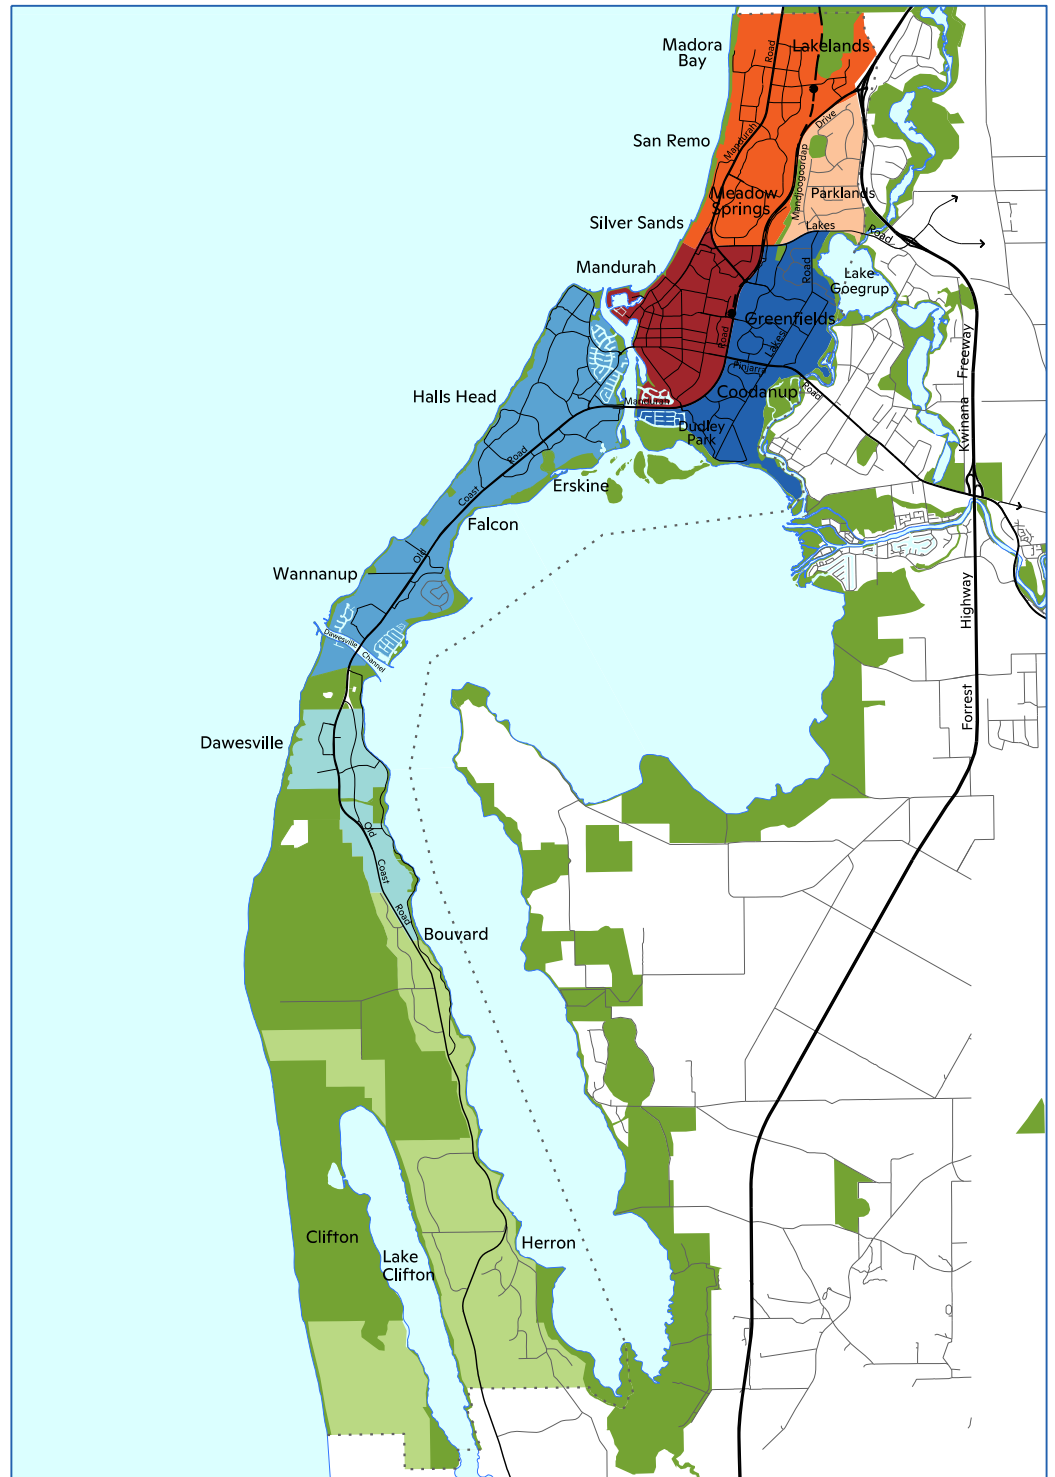 Madora
Bay
Lakelands
Road
San Remo
Mandurah
Drive
Mandjoogoordap
Meadow
Springs
Parklands
Silver Sands
Lakes
Road
Mandurah
Road
Lake
Goegrup
Greenfields
Road
Lakes
Pinjarra
Road
Freeway
Kwinana
Halls Head
Coodanup
Mandurah
Dudley
Park
Road
Coast
Old
Erskine
Falcon
Wannanup
Highway
Forrest
Dawesville
Channel
Dawesville
Old
Coast
Road
Bouvard
Clifton
Herron
Lake
Clifton